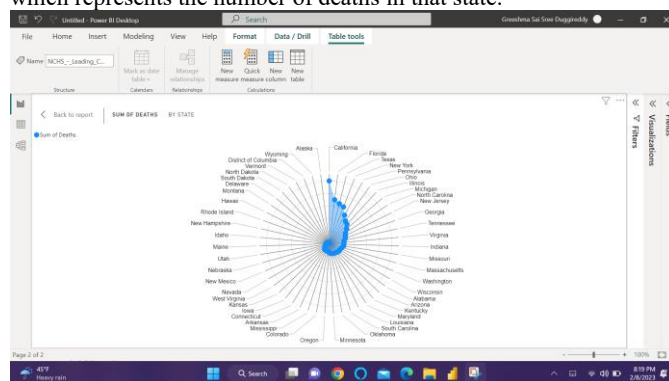 which represents the number of deaths in that state.
Untitled - Power BI Desktop
Search
Greeshma Sai Sree Duggireddy
File Home Insert Modeling View Help Format Data / Drill Table tools
Name NCHS_-_Leading_C...
Mark as date table
Manage relationships
New measure
Quick measure
New column
New table
Structure Calendars Relationships Calculations
Back to report SUM OF DEATHS BY STATE
Sum of Deaths
Filters
Visualizations
Fields
California
Florida
Texas
New York
Pennsylvania
Ohio
Illinois
Michigan
North Carolina
New Jersey
Georgia
Tennessee
Virginia
Indiana
Missouri
Massachusetts
Washington
Wisconsin
Alabama
Arizona
Kentucky
Maryland
Louisiana
South Carolina
Oklahoma
Minnesota
Oregon
Colorado
Mississippi
Arkansas
Connecticut
Iowa
Kansas
West Virginia
Nevada
New Mexico
Nebraska
Utah
Maine
Idaho
New Hampshire
Rhode Island
Hawaii
Montana
Delaware
South Dakota
North Dakota
Vermont
District of Columbia
Wyoming
Alaska
Page 2 of 2
100%
45°F
Heavy rain
Search
8:19 PM
2/8/2023